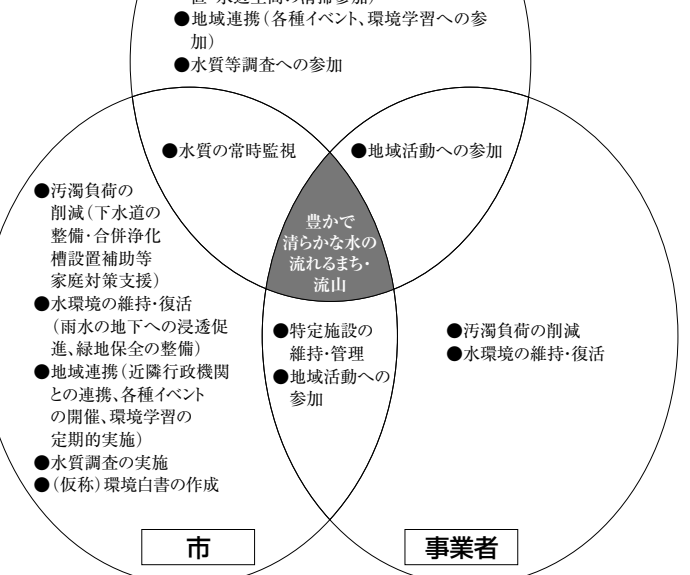 ●地域連携(各種イベント、環境学習への参
加)
●水質等調査への参加
●水質の常時監視
●地域活動への参加
●汚濁負荷の
削減(下水道の
整備・合併浄化
槽設置補助等
家庭対策支援)
●水環境の維持・復活
(雨水の地下への浸透促
進、緑地保全の整備)
●地域連携(近隣行政機関
との連携、各種イベント
の開催、環境学習の
定期的実施)
●水質調査の実施
●(仮称)環境白書の作成
豊かで
清らかな水の
流れるまち・
流山
●特定施設の
維持・管理
●地域活動への
参加
●汚濁負荷の削減
●水環境の維持・復活
市
事業者